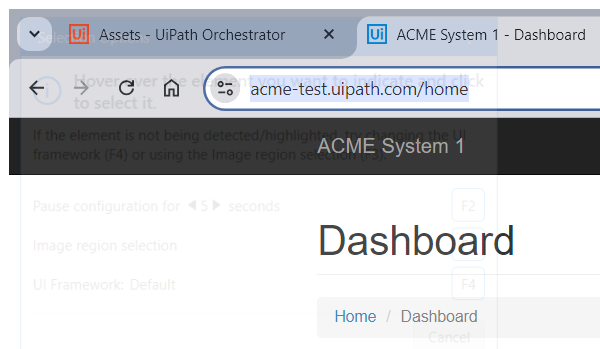 Selection Options
Assets - UiPath Orchestrator
ACME System 1 - Dashboard
Hover over the element you want to indicate and click
to select it.
acme-test.uipath.com/home
If the element is not being detected/highlighted, try changing the UI
framework (F4) or using the Image region selection (F3).
ACME System 1
Pause configuration for 5 seconds
F2
Image region selection
Dashboard
UI Framework: Default
F4
Home / Dashboard
Cancel